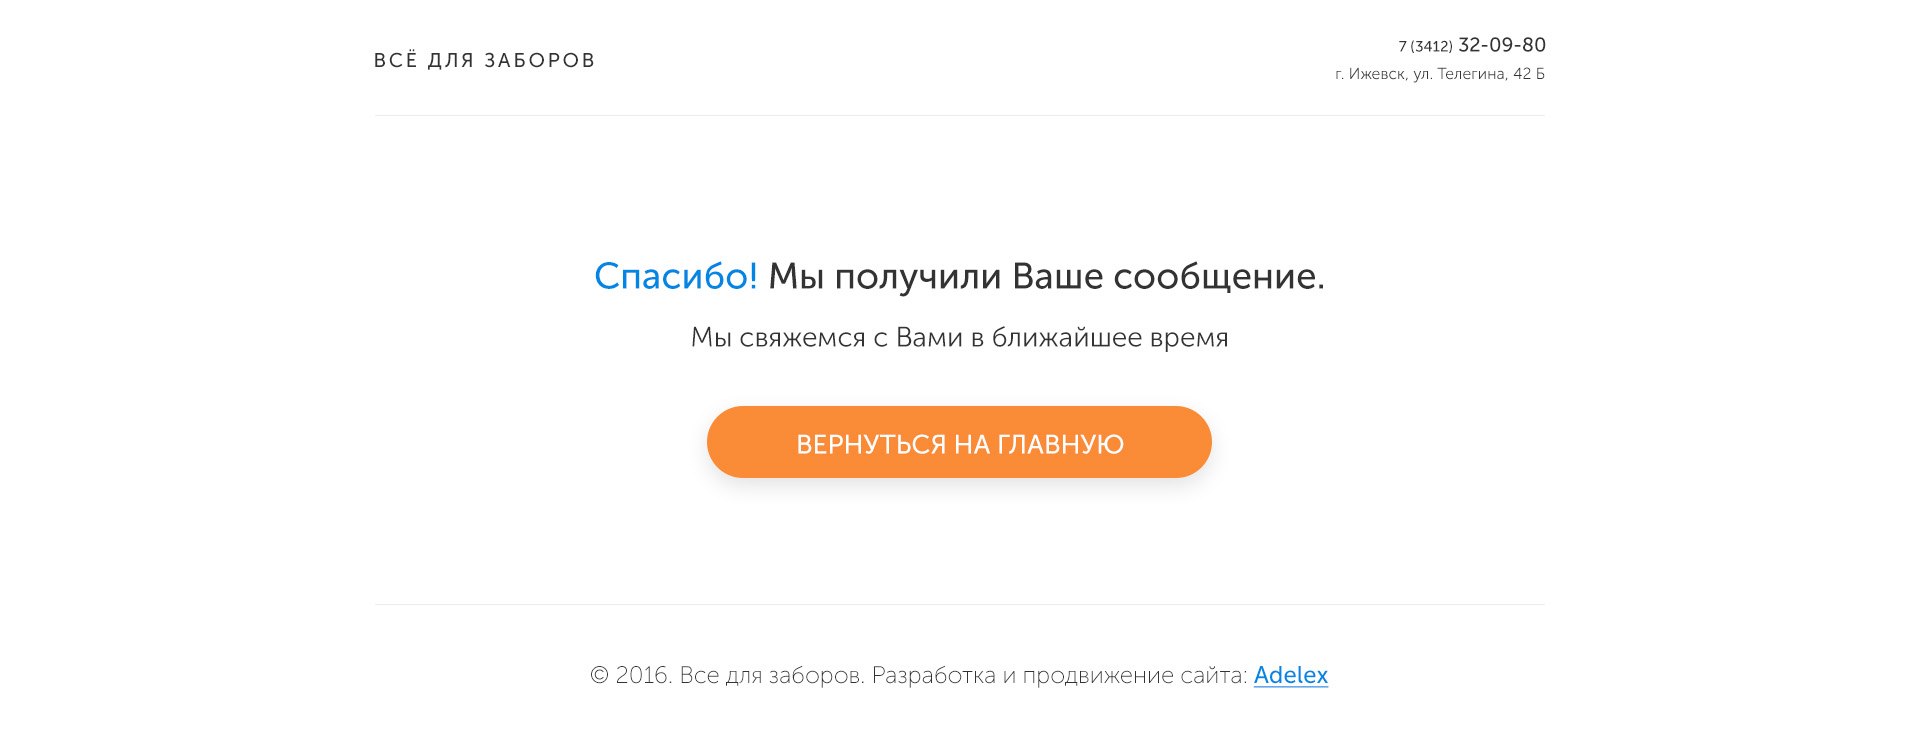 ВСЁ ДЛЯ ЗАБОРОВ
7 (3412) 32-09-80
г. Ижевск, ул. Телегина, 42 Б
Спасибо! Мы получили Ваше сообщение.
Мы свяжемся с Вами в ближайшее время
ВЕРНУТЬСЯ НА ГЛАВНУЮ
© 2016. Все для заборов. Разработка и продвижение сайта: Adelex